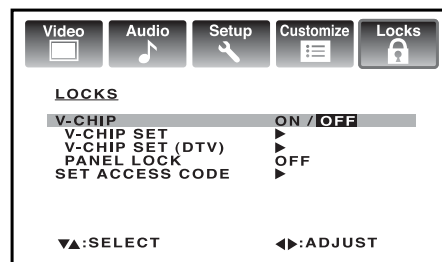 Video Audio Setup Customize Locks
LOCKS
V-CHIP ON / OFF
V-CHIP SET ▶
V-CHIP SET (DTV) ▶
PANEL LOCK OFF
SET ACCESS CODE ▶
▼▲:SELECT ◀▶:ADJUST